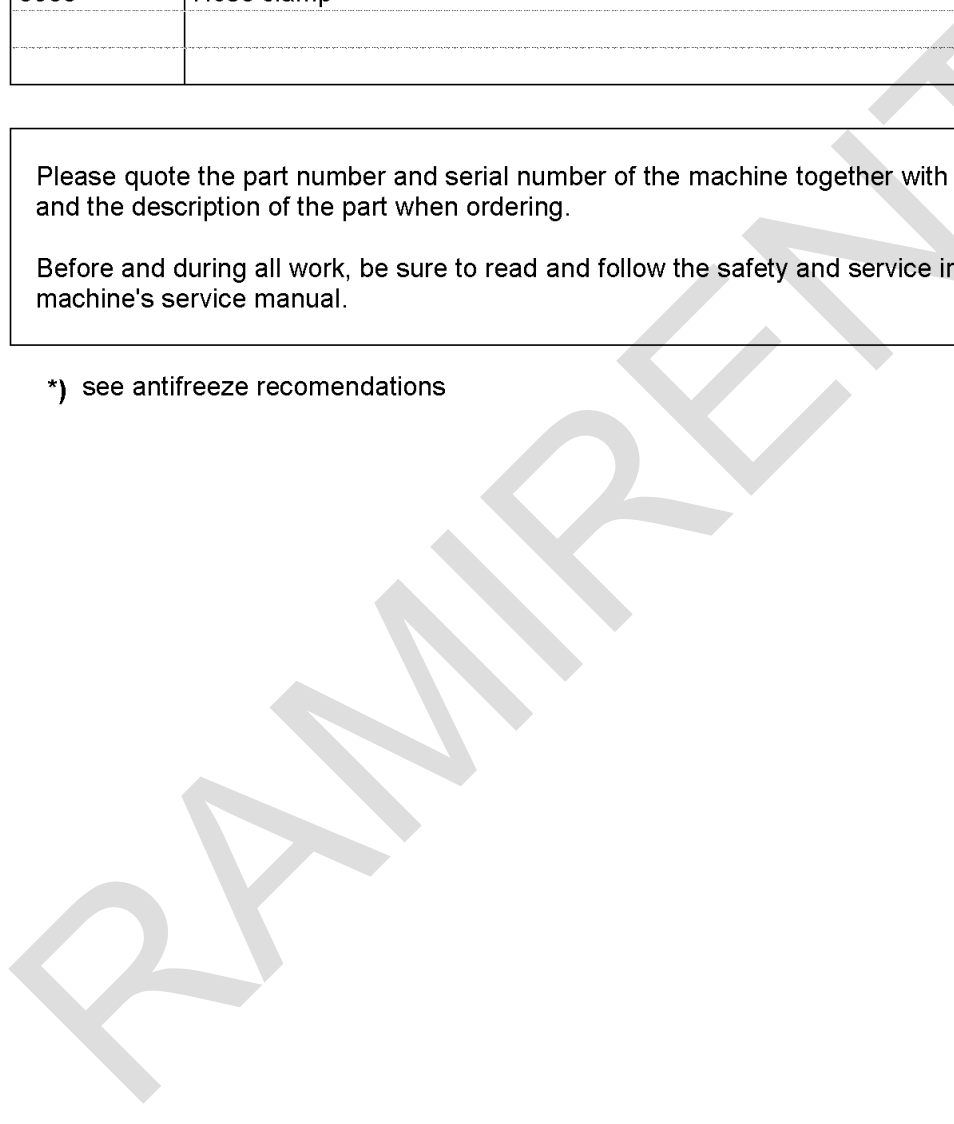 Hose clamp
Please quote the part number and serial number of the machine together with
and the description of the part when ordering.
Before and during all work, be sure to read and follow the safety and service
machine's service manual.
*) see antifreeze recomendations
RAMIRENT